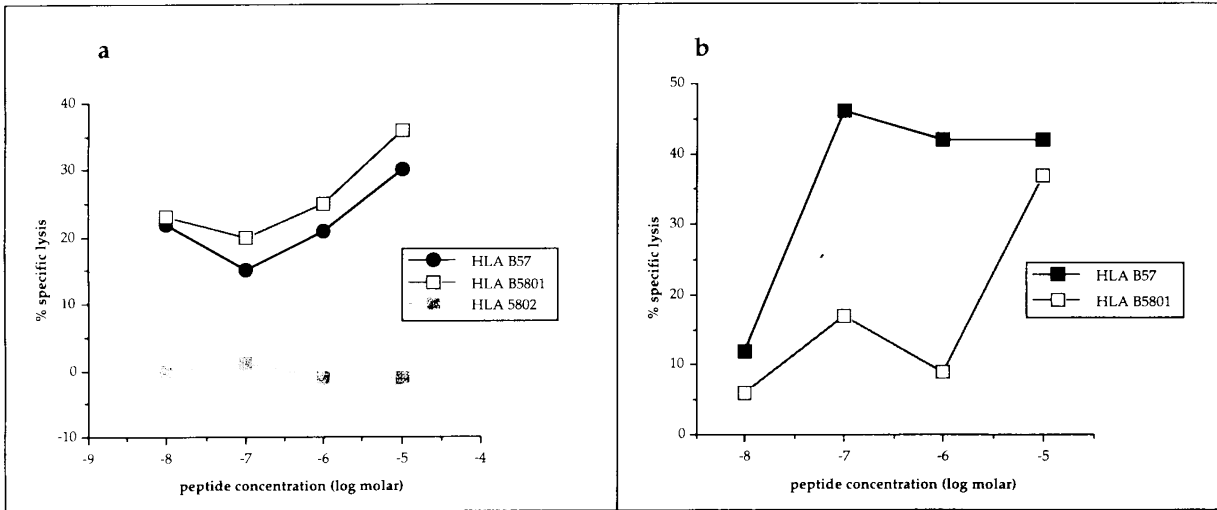 a
40
30
20
10
0
-10
-9
-8
-7
-6
-5
-4
% specific lysis
peptide concentration (log molar)
HLA B57
HLA B5801
HLA 5802
b
50
40
30
20
10
0
-8
-7
-6
-5
% specific lysis
peptide concentration (log molar)
HLA B57
HLA B5801